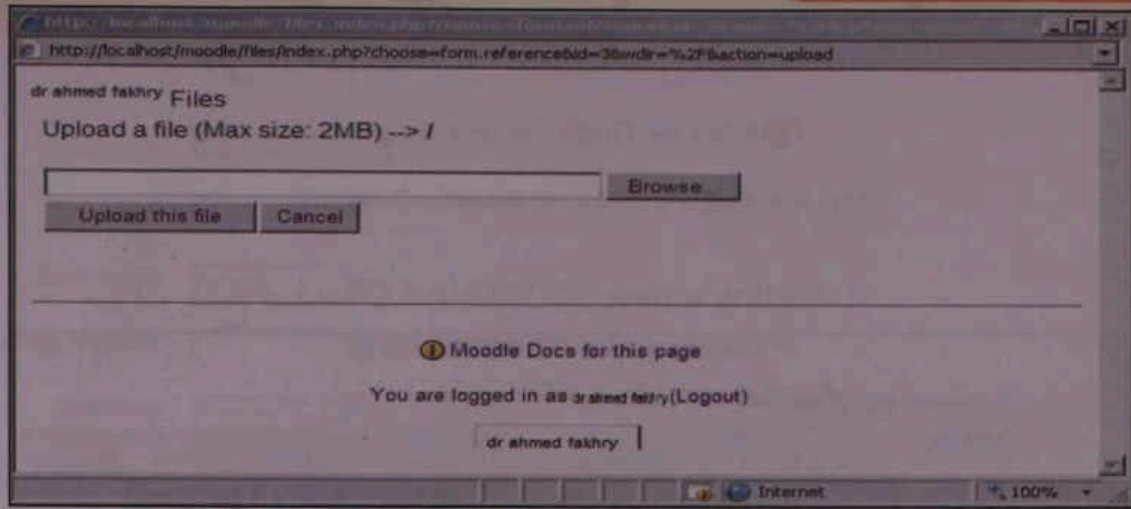 http://localhost/moodle/files/index.php?choose=form.reference&id=3&wdir=%2F&action=upload
dr ahmed fakhry Files
Upload a file (Max size: 2MB) --> /
Browse...
Upload this file Cancel
Moodle Docs for this page
You are logged in as dr ahmed fakhry (Logout)
dr ahmed fakhry
Internet 100%